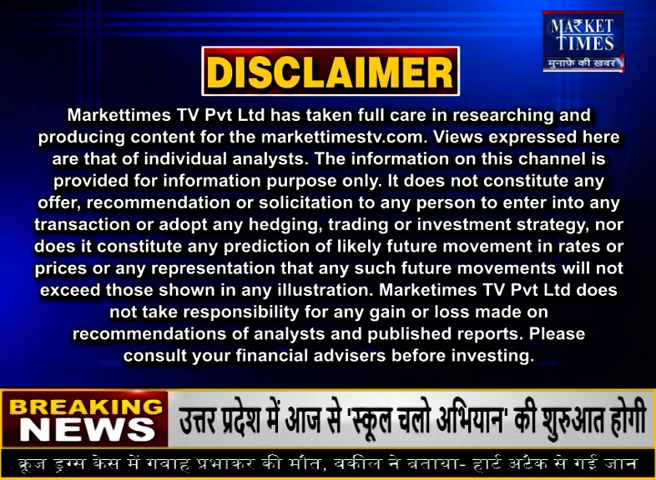 MARKET
TIMES
मुनाफे की ख़बर
DISCLAIMER
Markettimes TV Pvt Ltd has taken full care in researching and
producing content for the markettimestv.com. Views expressed here
are that of individual analysts. The information on this channel is
provided for information purpose only. It does not constitute any
offer, recommendation or solicitation to any person to enter into any
transaction or adopt any hedging, trading or investment strategy, nor
does it constitute any prediction of likely future movement in rates or
prices or any representation that any such future movements will not
exceed those shown in any illustration. Marketimes TV Pvt Ltd does
not take responsibility for any gain or loss made on
recommendations of analysts and published reports. Please
consult your financial advisers before investing.
BREAKING
NEWS
उत्तर प्रदेश में आज से 'स्कूल चलो अभियान' की शुरुआत होगी
क्रूज ड्रग्स केस में गवाह प्रभाकर की मौत, वकील ने बताया- हार्ट अटैक से गई जान